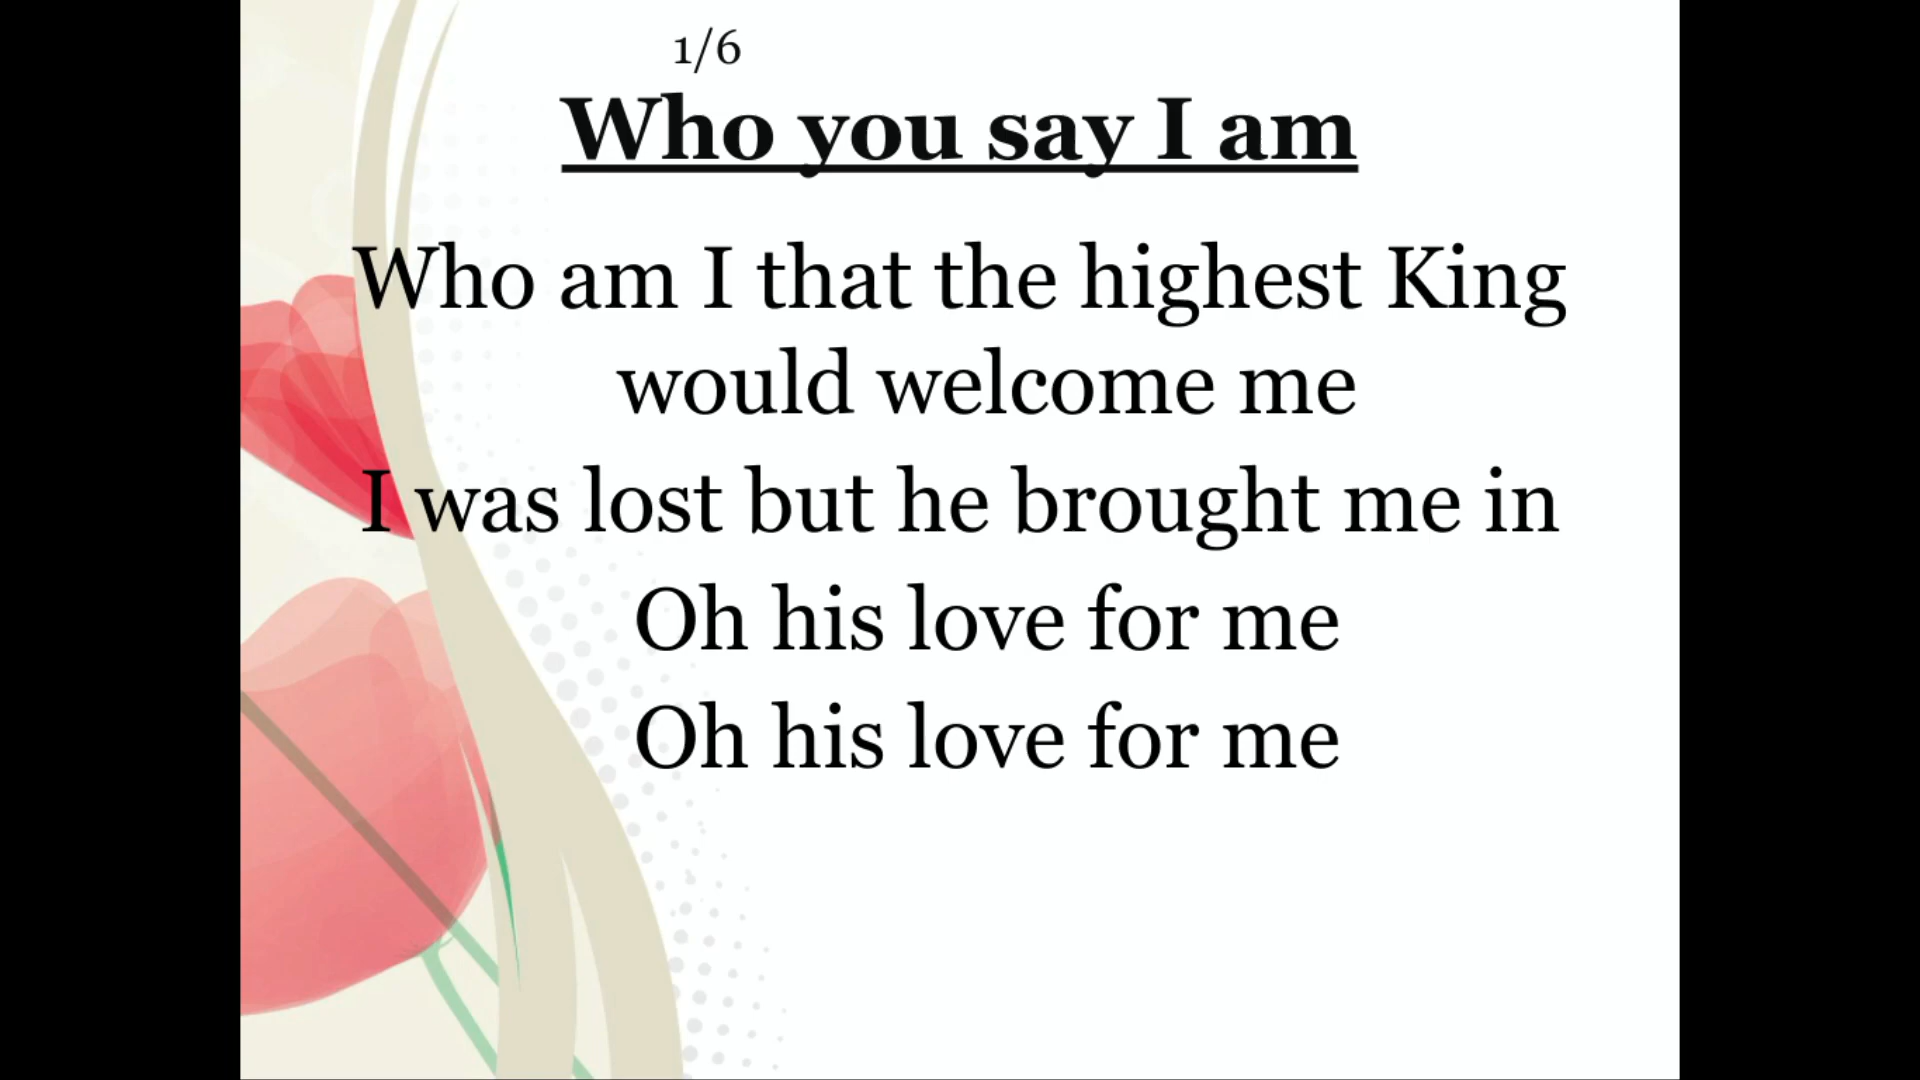 1/6
Who you say I am
Who am I that the highest King
would welcome me
I was lost but he brought me in
Oh his love for me
Oh his love for me